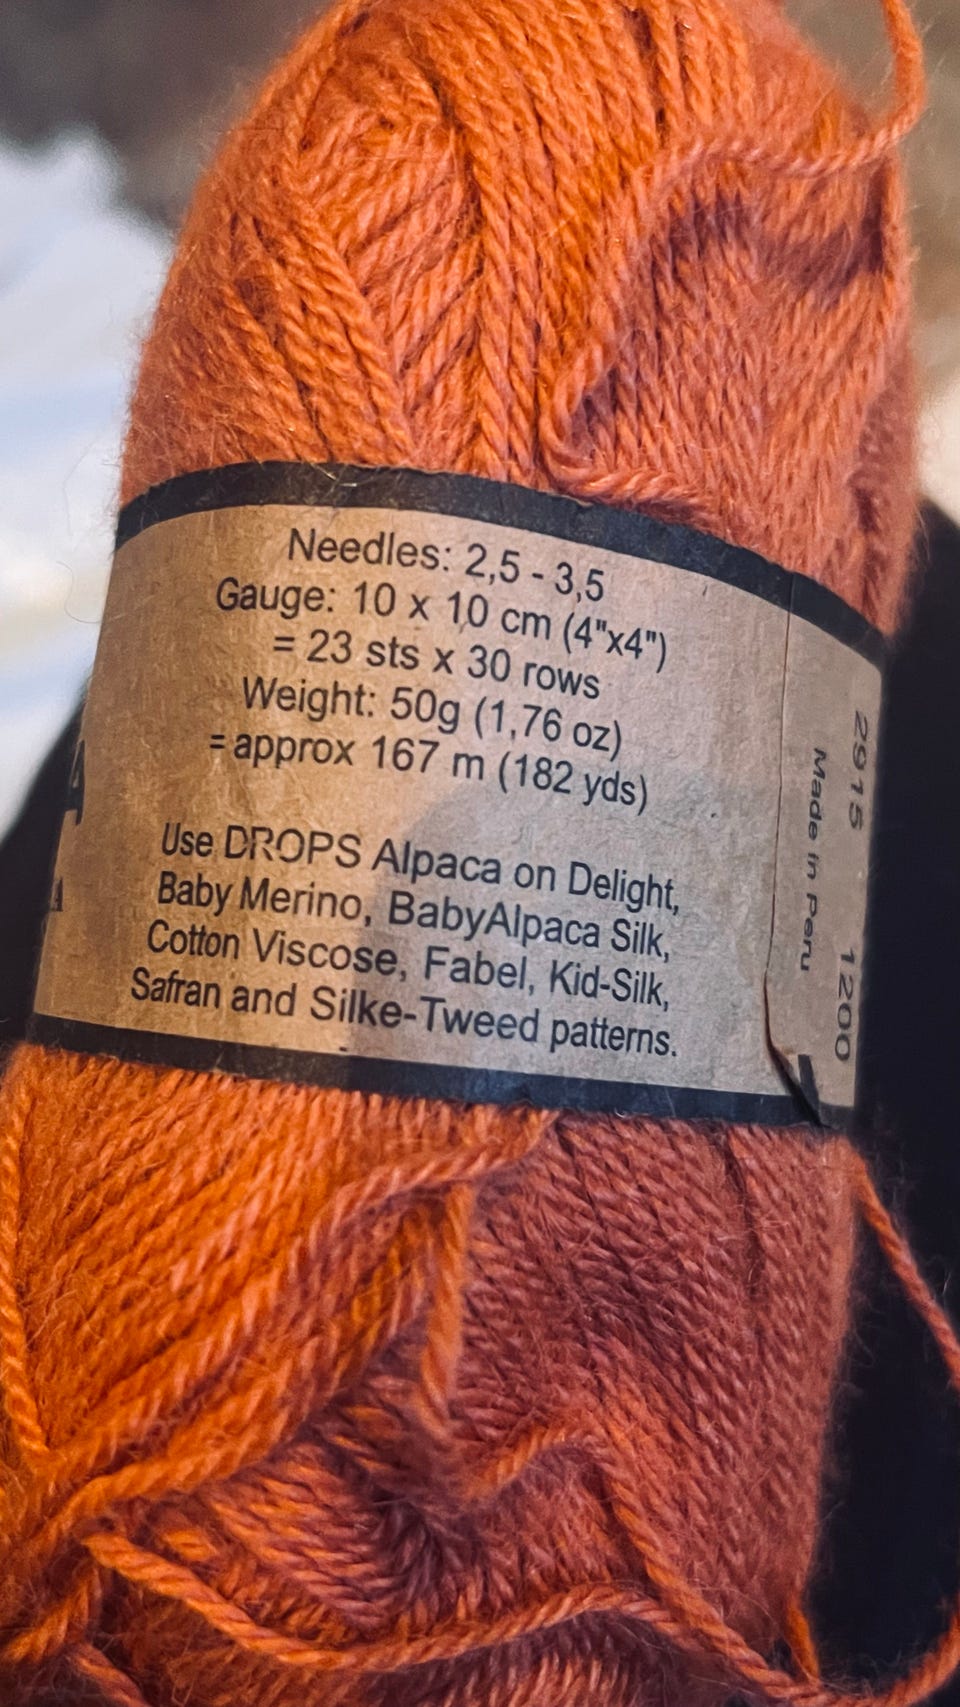 Needles: 2,5 - 3,5
Gauge: 10 x 10 cm (4"x4")
= 23 sts x 30 rows
Weight: 50g (1,76 oz)
= approx 167 m (182 yds)
Use DROPS Alpaca on Delight,
Baby Merino, BabyAlpaca Silk,
Cotton Viscose, Fabel, Kid-Silk,
Safran and Silke-Tweed patterns.
Made in Peru
2915 1200